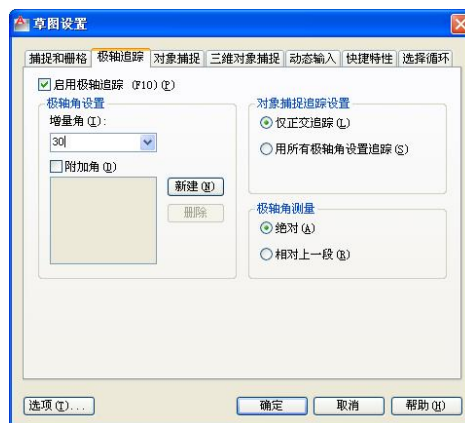 草图设置
捕捉和栅格 极轴追踪 对象捕捉 三维对象捕捉 动态输入 快捷特性 选择循环
启用极轴追踪 (F10)(P)
极轴角设置
增量角(I):
30
附加角(D)
新建(N)
删除
对象捕捉追踪设置
仅正交追踪(L)
用所有极轴角设置追踪(S)
极轴角测量
绝对(A)
相对上一段(R)
选项(T)... 确定 取消 帮助(H)